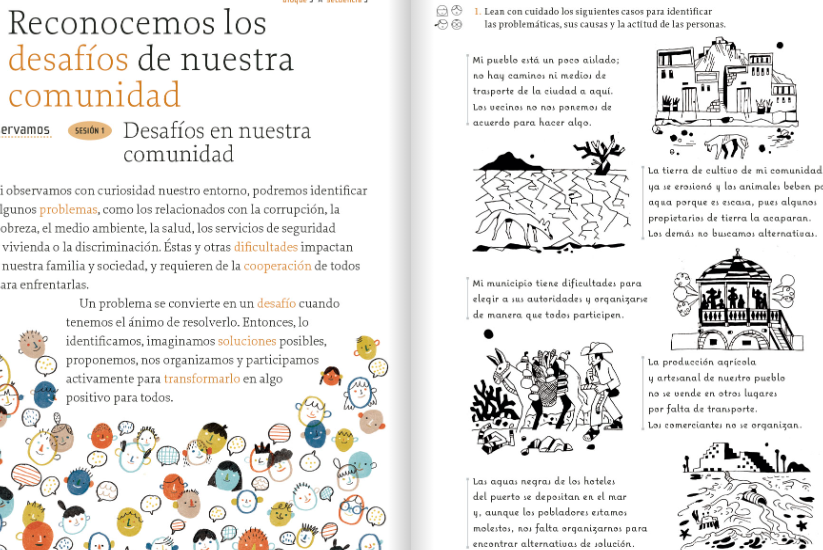 Reconocemos los
desafíos de nuestra
comunidad
SESIÓN 1
Desafíos en nuestra
comunidad
observamos con curiosidad nuestro entorno, podremos identificar
problemas, como los relacionados con la corrupción, la
el medio ambiente, la salud, los servicios de seguridad
vivienda o la discriminación. Éstas y otras dificultades impactan
nuestra familia y sociedad, y requieren de la cooperación de todos
enfrentarlas.
Un problema se convierte en un desafío cuando
tenemos el ánimo de resolverlo. Entonces, lo
identificamos, imaginamos soluciones posibles,
proponemos, nos organizamos y participamos
activamente para transformarlo en algo
positivo para todos.
1. Lean con cuidado los siguientes casos para identificar
las problemáticas, sus causas y la actitud de las personas.
Mi pueblo está un poco aislado;
no hay caminos ni medios de
trasporte de la ciudad a aquí.
Los vecinos no nos ponemos de
acuerdo para hacer algo.
La tierra de cultivo de mi comunidad
ya se erosionó y los animales beben
agua porque es escasa, pues algunos
propietarios de tierra la acaparan.
Los demás no buscamos alternativas.
Mi municipio tiene dificultades para
elegir a sus autoridades y organizarse
de manera que todos participen.
La producción agrícola
y artesanal de nuestro pueblo
no se vende en otros lugares
por falta de transporte.
Los comerciantes no se organizan.
Las aguas negras de los hoteles
del puerto se depositan en el mar
y, aunque los pobladores estamos
molestos, nos falta organizarnos para
encontrar alternativas de solución.